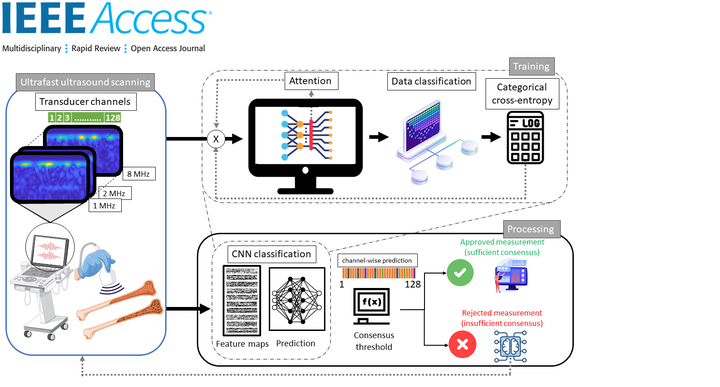 IEEE Access
Multidisciplinary Rapid Review Open Access Journal
Training
Ultrafast ultrasound scanning
Attention
Data classification
Categorical
cross-entropy
Transducer channels
1 2 3 ........... 128
LOG
X
8 MHz
2 MHz
1 MHz
Processing
CNN classification
Approved measurement
(sufficient consensus)
channel-wise prediction
1 128
f(x)
Rejected measurement
(insufficient consensus)
Consensus
threshold
Feature maps
Prediction